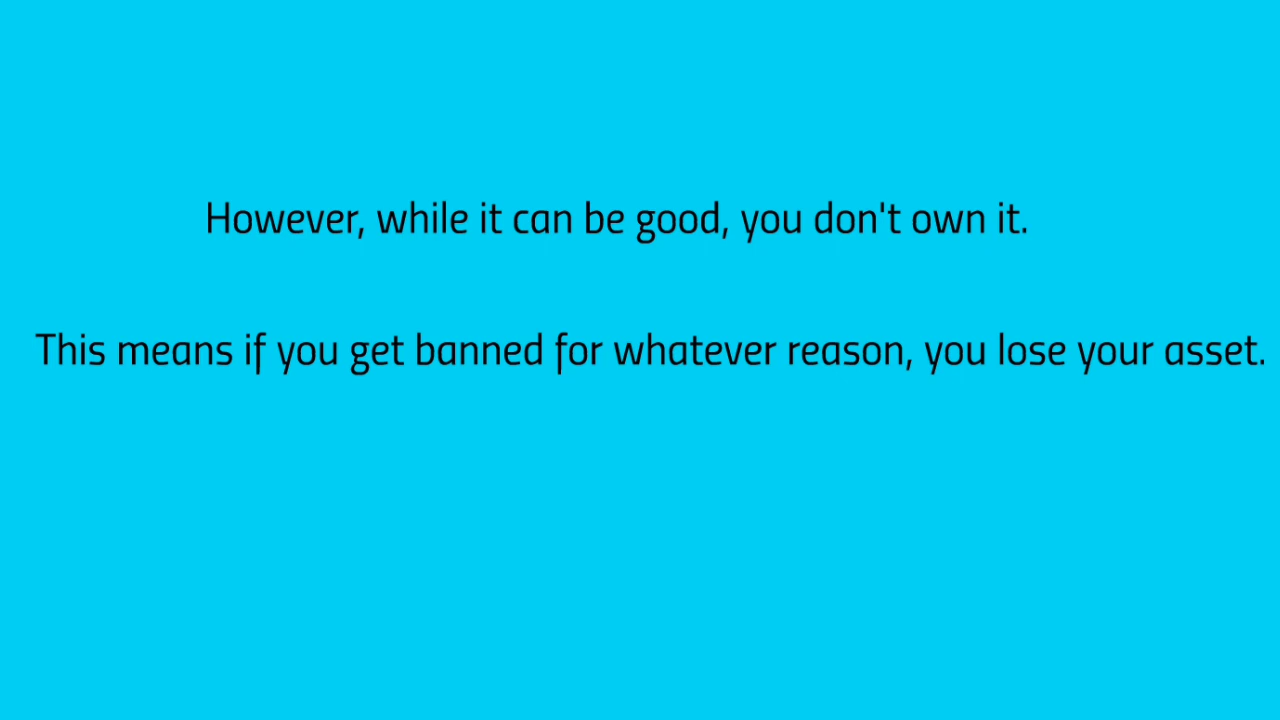 However, while it can be good, you don't own it.
This means if you get banned for whatever reason, you lose your asset.